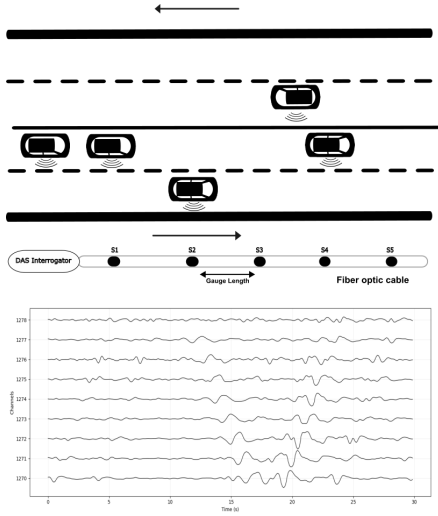 S1 S2 S3 S4 S5
DAS Interrogator
Gauge Length
Fiber optic cable
1278
1277
1276
1275
1274
1273
1272
1271
1270
Channels
0 5 10 15 20 25 30
Time (s)